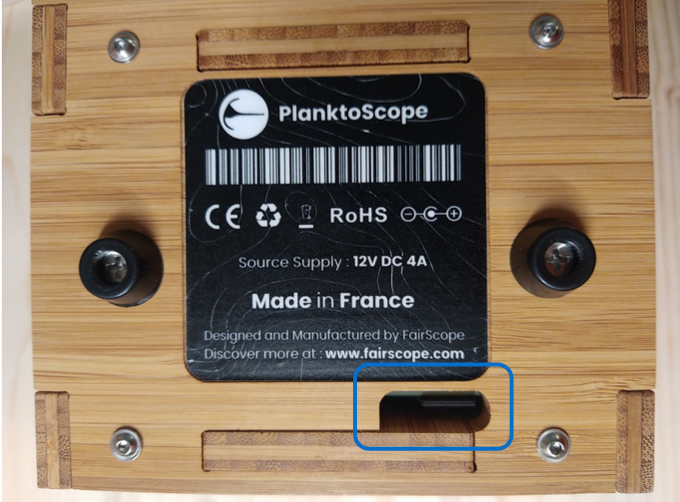 PlanktoScope
CE RoHS
Source Supply : 12V DC 4A
Made in France
Designed and Manufactured by FairScope
Discover more at : www.fairscope.com